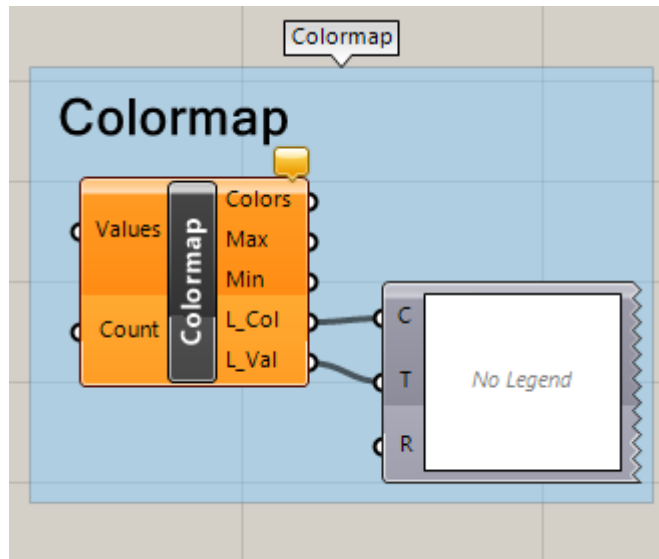 Colormap
Colormap
Values
Count
Colormap
Colors
Max
Min
L_Col
L_Val
C
T
R
No Legend